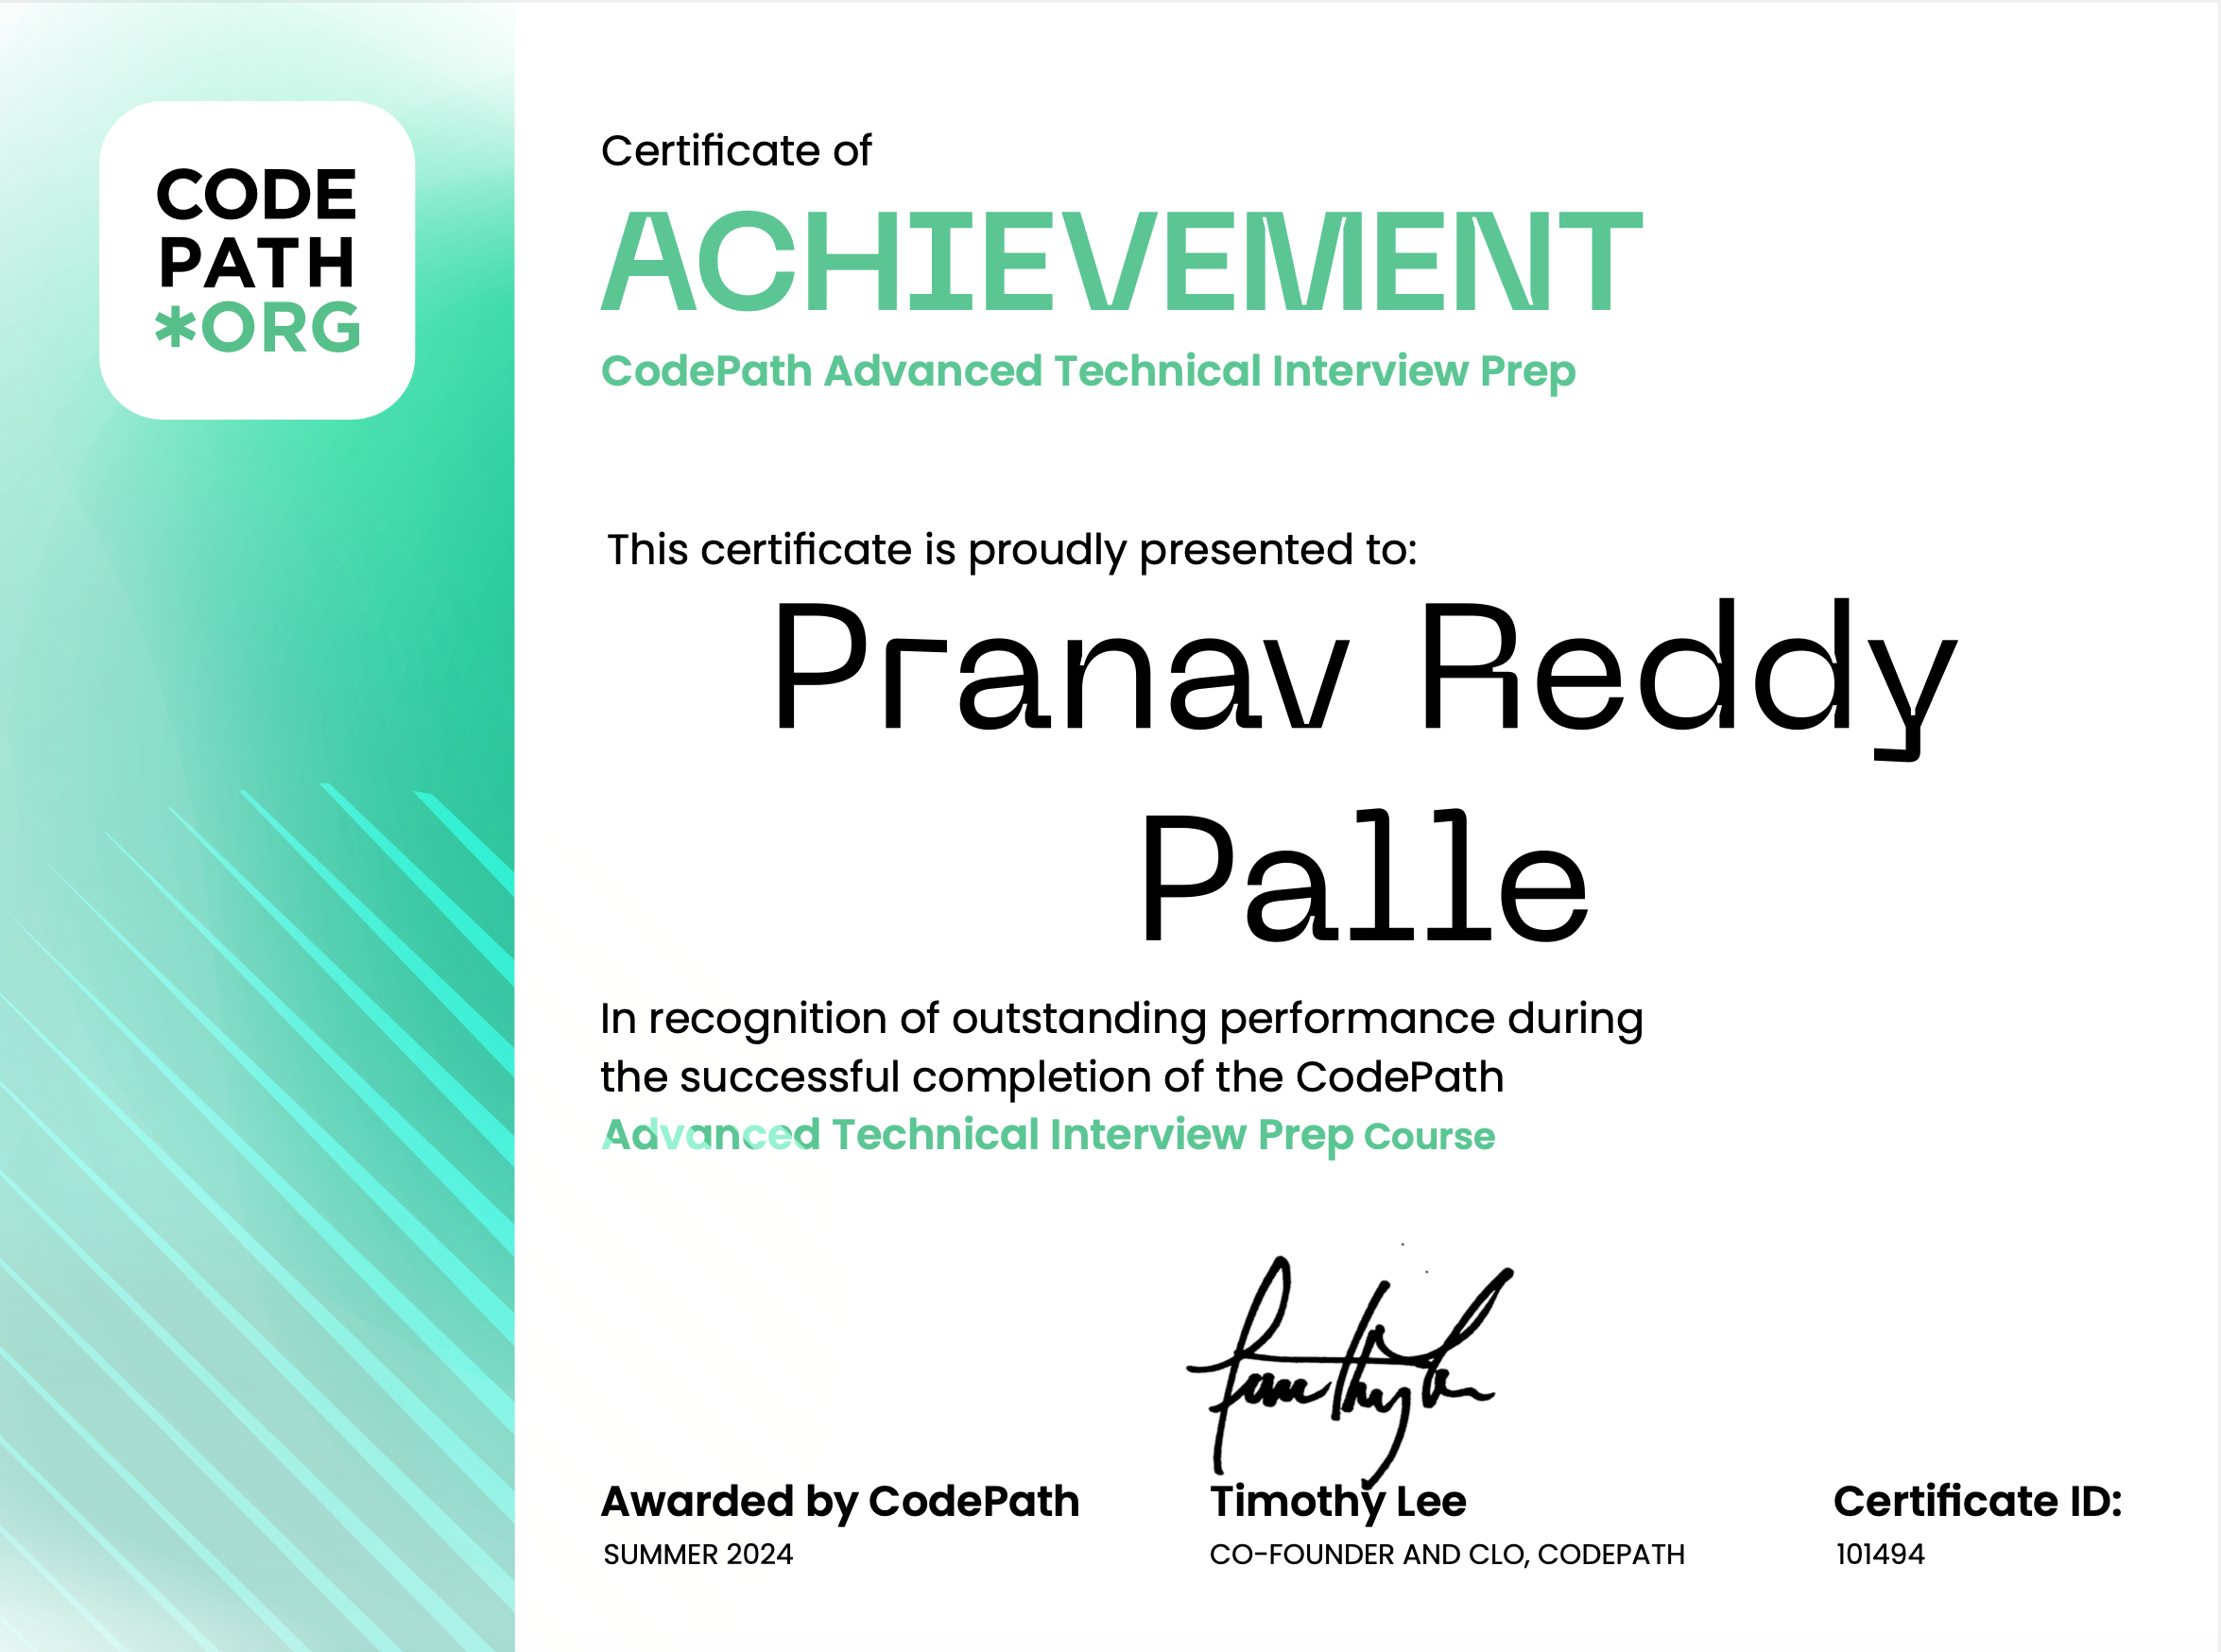 CODE
PATH
*ORG
Certificate of
ACHIEVEMENT
CodePath Advanced Technical Interview Prep
This certificate is proudly presented to:
Pranav Reddy
Palle
In recognition of outstanding performance during
the successful completion of the CodePath
Advanced Technical Interview Prep Course
Awarded by CodePath
SUMMER 2024
Timothy Lee
CO-FOUNDER AND CLO, CODEPATH
Certificate ID:
101494